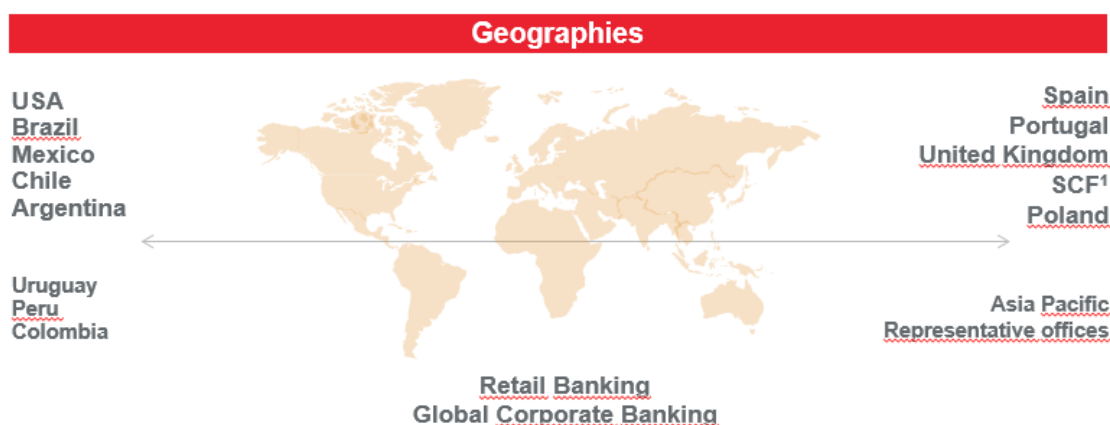 Geographies
USA
Brazil
Mexico
Chile
Argentina
Spain
Portugal
United Kingdom
SCF¹
Poland
Uruguay
Peru
Colombia
Asia Pacific
Representative offices
Retail Banking
Global Corporate Banking